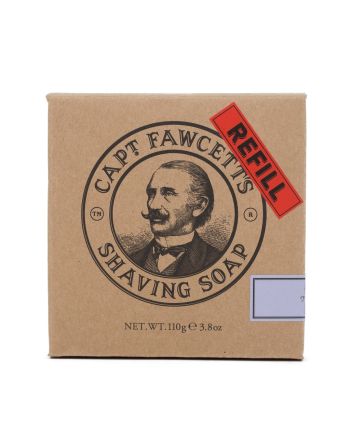 CAPT FAWCETT'S
TM
R
SHAVING SOAP
REFILL
NET.WT.110g ℮ 3.8oz